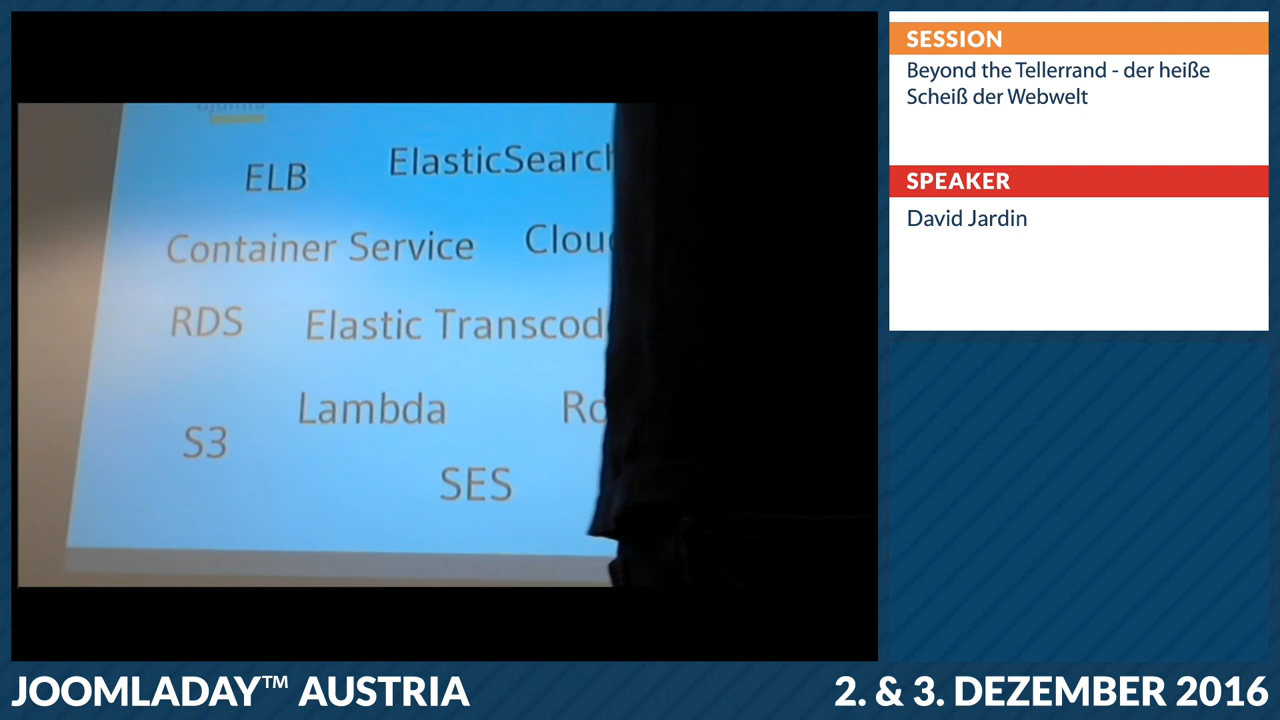 ELB
ElasticSearch
Container Service
RDS
Elastic
Lambda
S3
SES
SESSION
Beyond the Tellerrand - der heiße
Scheiß der Webwelt
SPEAKER
David Jardin
JOOMLADAY™ AUSTRIA
2. & 3. DEZEMBER 2016